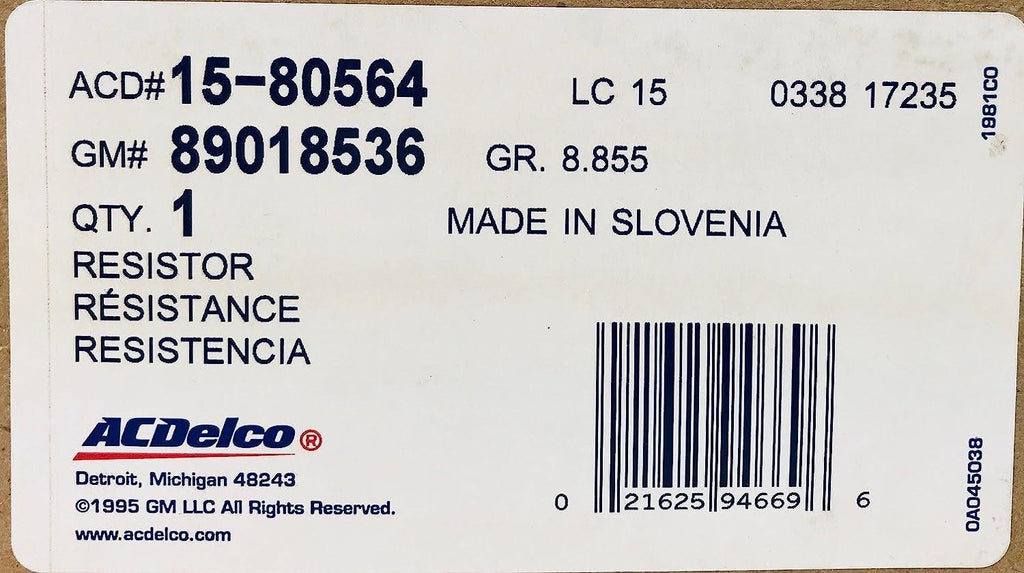 ACD# 15-80564 LC 15 0338 17235
GM# 89018536 GR. 8.855
QTY. 1 MADE IN SLOVENIA
RESISTOR
RÉSISTANCE
RESISTENCIA
ACDelco®
Detroit, Michigan 48243
©1995 GM LLC All Rights Reserved.
www.acdelco.com
0 21625 94669 6
1981C0
0A045038